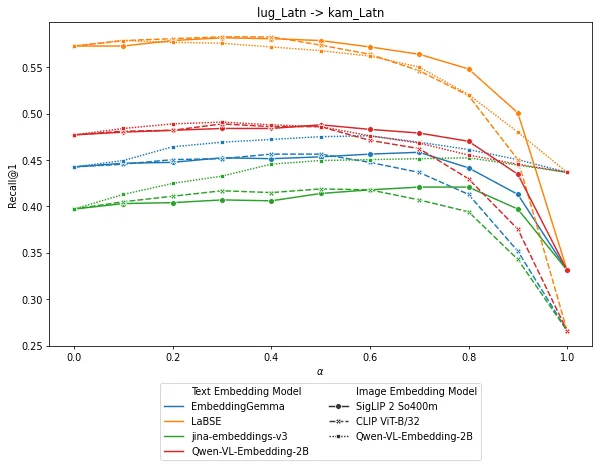 lug_Latn -> kam_Latn
Recall@1
0.55
0.50
0.45
0.40
0.35
0.30
0.25
0.0
0.2
0.4
0.6
0.8
1.0
α
Text Embedding Model
EmbeddingGemma
LaBSE
jina-embeddings-v3
Qwen-VL-Embedding-2B
Image Embedding Model
SigLIP 2 So400m
CLIP ViT-B/32
Qwen-VL-Embedding-2B